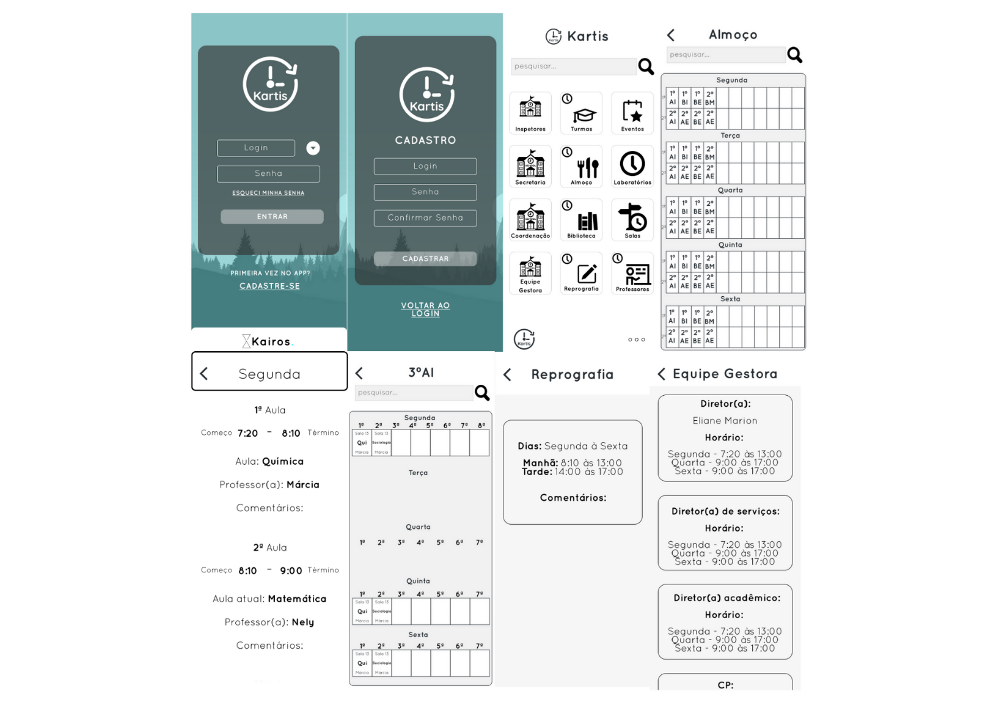 Kartis
Login
Senha
ESQUECI MINHA SENHA
ENTRAR
PRIMEIRA VEZ NO APP?
CADASTRE-SE
Kairos.
Kartis
CADASTRO
Login
Senha
Confirmar Senha
CADASTRAR
VOLTAR AO
LOGIN
Kartis Kartis
pesquisar...
Inspetores Turmas Eventos
SCHOOL
Secretaria Almoço Laboratórios
SCHOOL
Coordenação Biblioteca Salas
Equipe
Gestora Reprografia Professores
Kartis
Almoço
pesquisar...
Segunda
1º 1º 1º 1º 2º
AI BI BE BM
2º 2º 2º 2º 2º
AI AE BE AE
Terça
1º 1º 1º 1º 2º
AI BI BE BM
2º 2º 2º 2º 2º
AI AE BE AE
Quarta
1º 1º 1º 1º 2º
AI BI BE BM
2º 2º 2º 2º 2º
AI AE BE AE
Quinta
1º 1º 1º 1º 2º
AI BI BE BM
2º 2º 2º 2º 2º
AI AE BE AE
Sexta
1º 1º 1º 1º 2º
AI BI BE BM
2º 2º 2º 2º 2º
AI AE BE AE
Segunda
1ª Aula
Começo 7:20 - 8:10 Término
Aula: Química
Professor(a): Márcia
Comentários:
2ª Aula
Começo 8:10 - 9:00 Término
Aula atual: Matemática
Professor(a): Nely
Comentários:
3ºAI
pesquisar...
Segunda
1ª 2ª 3ª 4ª 5ª 6ª 7ª 8ª
Sala 13 Sala 13
Qui Sociologia
Márcia Márcia
Terça
Quarta
1ª 2ª 3ª 4ª 5ª 6ª 7ª
Quinta
1ª 2ª 3ª 4ª 5ª 6ª 7ª
Sala 13 Sala 13
Qui Sociologia
Márcia Márcia
Sexta
1ª 2ª 3ª 4ª 5ª 6ª 7ª
Sala 13 Sala 13
Qui Sociologia
Márcia Márcia
Reprografia
Dias: Segunda à Sexta
Manhã: 8:10 às 13:00
Tarde: 14:00 às 17:00
Comentários:
Equipe Gestora
Diretor(a):
Eliane Marion
Horário:
Segunda - 7:20 às 13:00
Quarta - 9:00 às 17:00
Sexta - 9:00 às 17:00
Diretor(a) de serviços:
Horário:
Segunda - 7:20 às 13:00
Quarta - 9:00 às 17:00
Sexta - 9:00 às 17:00
Diretor(a) acadêmico:
Horário:
Segunda - 7:20 às 13:00
Quarta - 9:00 às 17:00
Sexta - 9:00 às 17:00
CP: